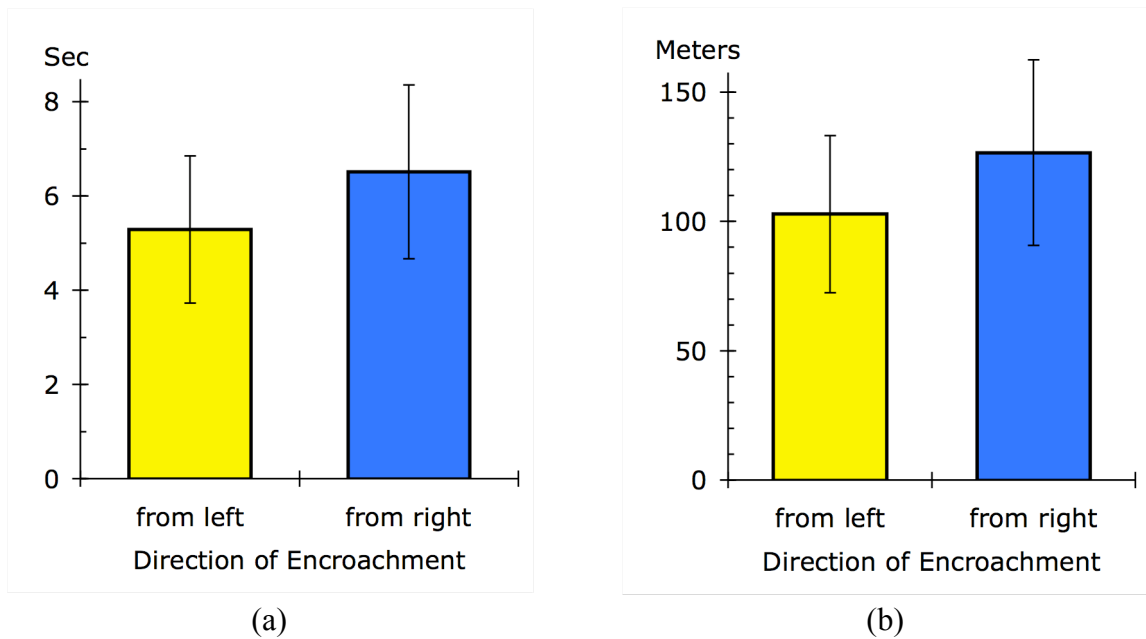 Sec
8
6
4
2
0
from left from right
Direction of Encroachment
(a)
Meters
150
100
50
0
from left from right
Direction of Encroachment
(b)